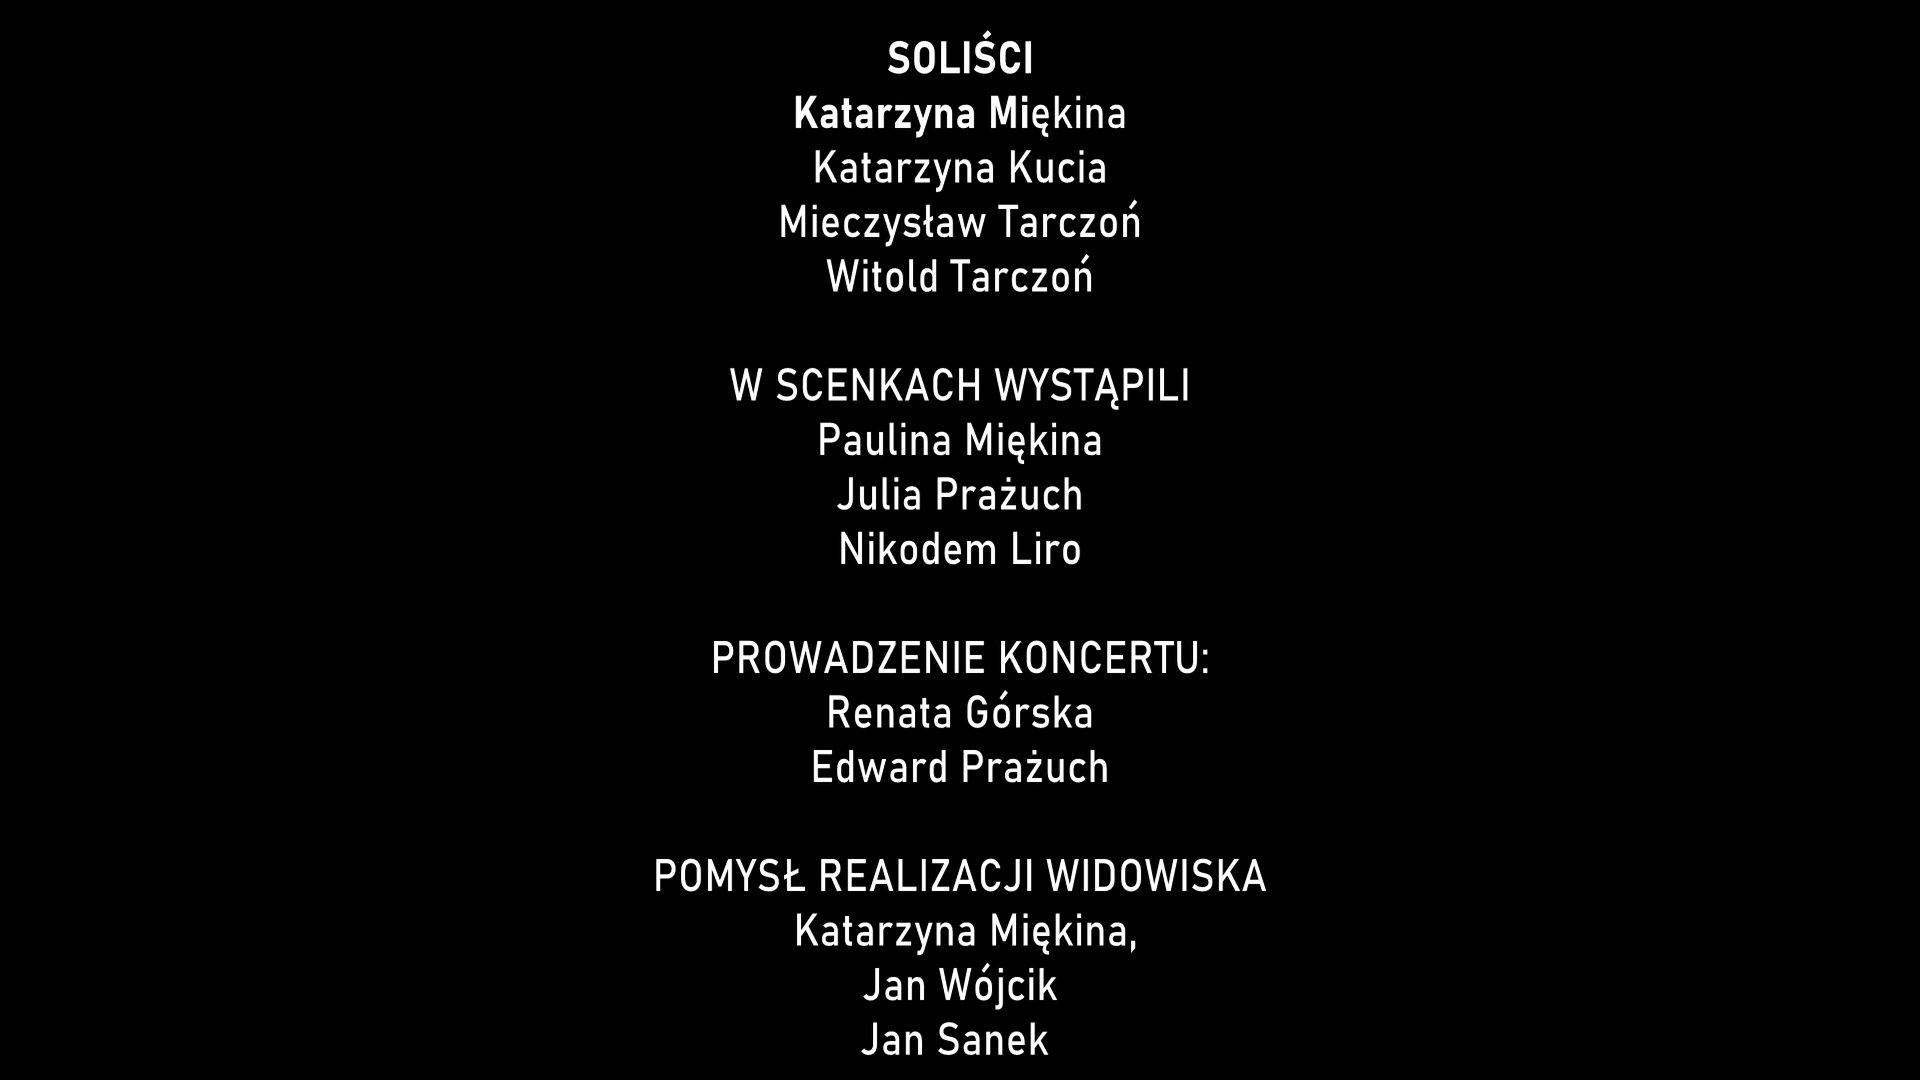 SOLIŚCI
Katarzyna Miękina
Katarzyna Kucia
Mieczysław Tarczoń
Witold Tarczoń
W SCENKACH WYSTĄPILI
Paulina Miękina
Julia Prażuch
Nikodem Liro
PROWADZENIE KONCERTU:
Renata Górska
Edward Prażuch
POMYSŁ REALIZACJI WIDOWISKA
Katarzyna Miękina,
Jan Wójcik
Jan Sanek